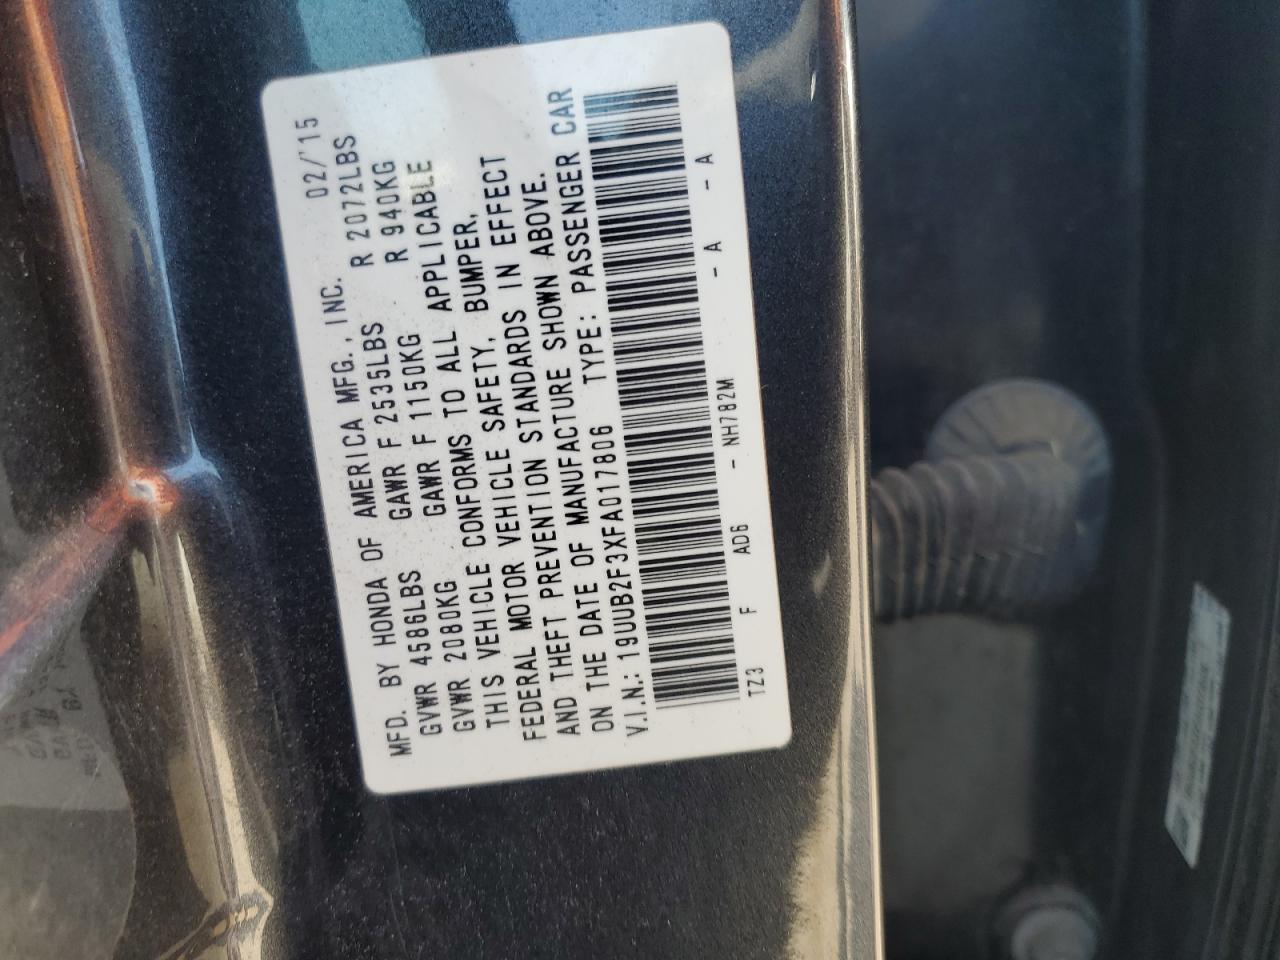 MFD. BY HONDA OF AMERICA MFG., INC. 02/'15
GVWR 4586LBS GAWR F 2535LBS R 2072LBS
GVWR 2080KG GAWR F 1150KG R 940KG
THIS VEHICLE CONFORMS TO ALL APPLICABLE
FEDERAL MOTOR VEHICLE SAFETY, BUMPER,
AND THEFT PREVENTION STANDARDS IN EFFECT
ON THE DATE OF MANUFACTURE SHOWN ABOVE.
V.I.N.: 19UUB2F3XFA017806 TYPE: PASSENGER CAR
TZ3 F AD6 - NH782M - A - A